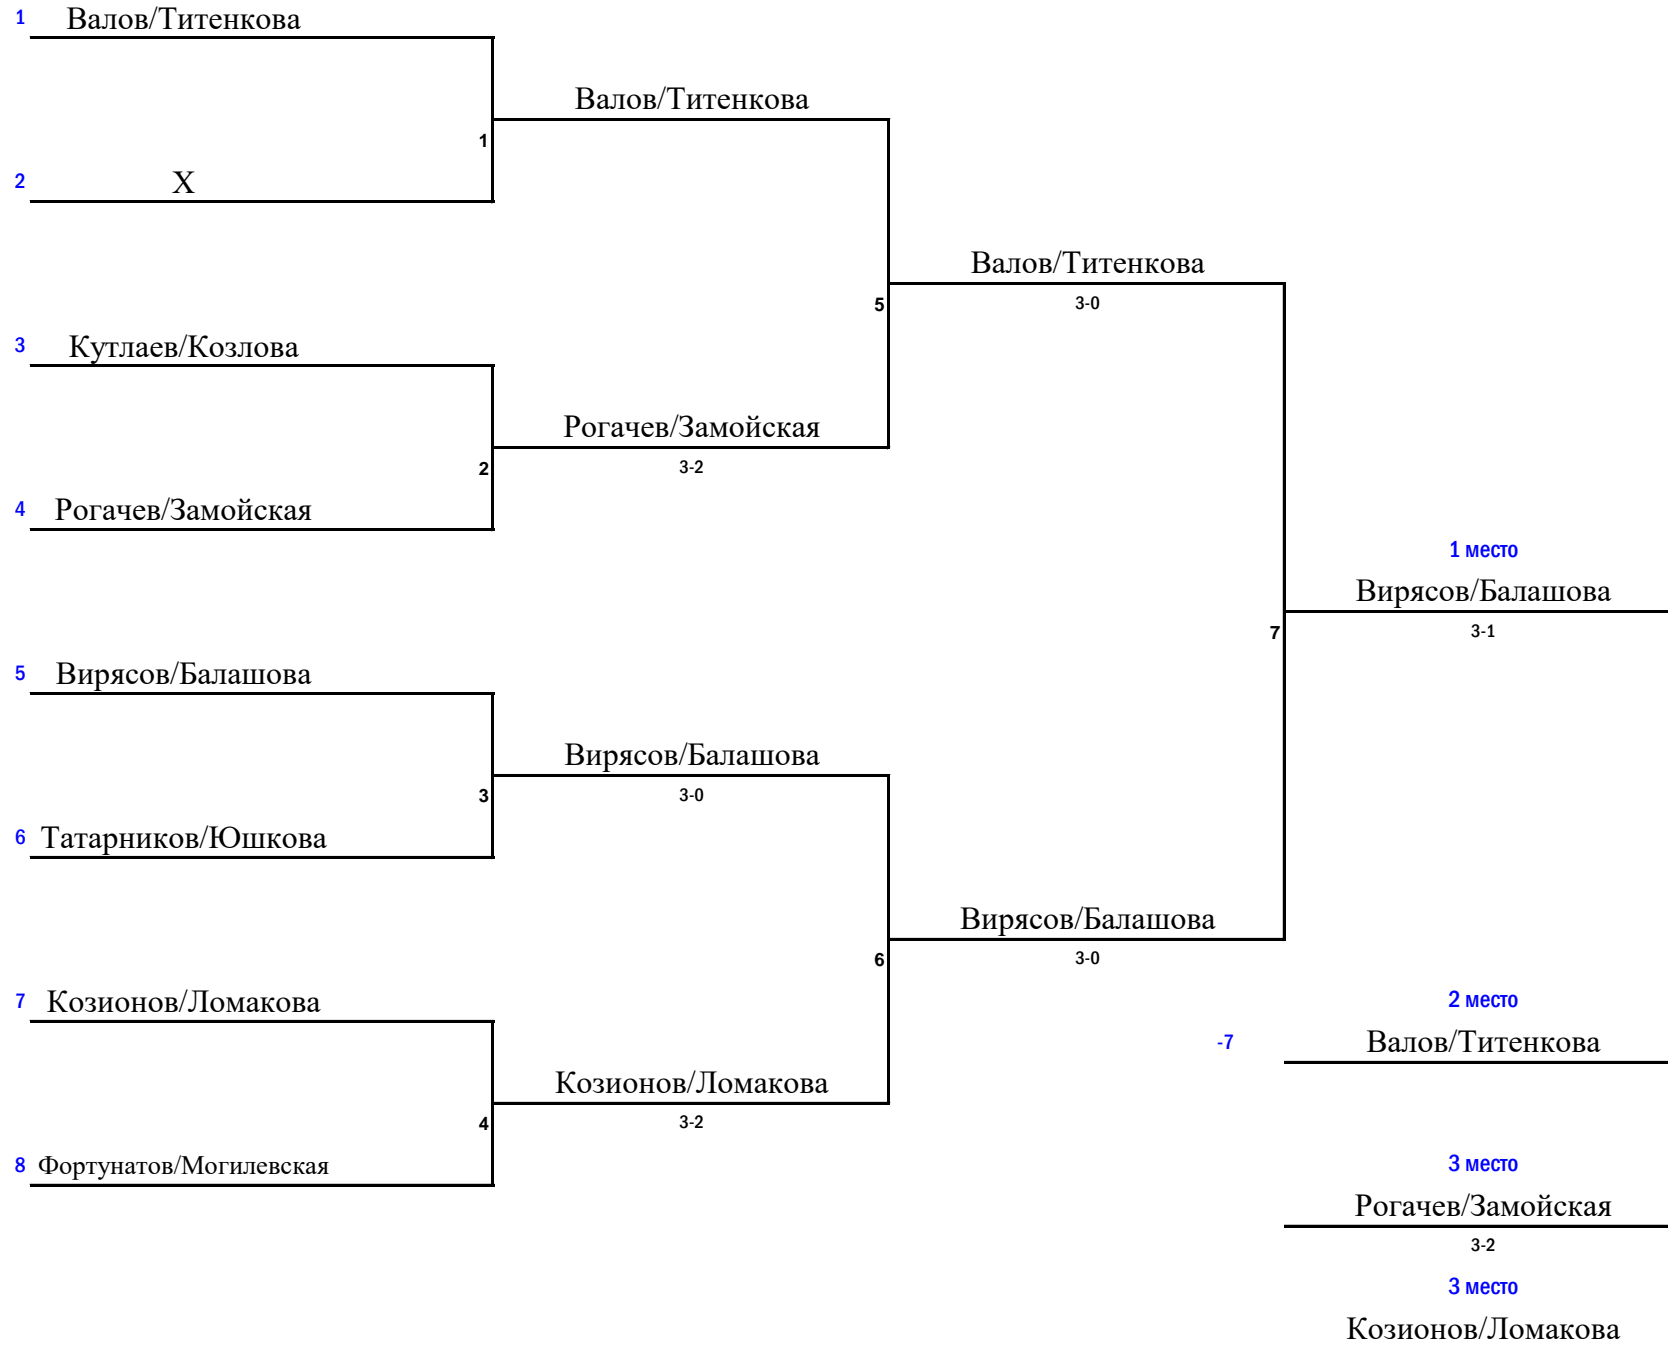 1 Валов/Титенкова
Валов/Титенкова
1
2 X
Валов/Титенкова
5 3-0
3 Кутлаев/Козлова
Рогачев/Замойская
2 3-2
4 Рогачев/Замойская
1 место
Вирясов/Балашова
7 3-1
5 Вирясов/Балашова
Вирясов/Балашова
3 3-0
6 Татарников/Юшкова
Вирясов/Балашова
6 3-0
7 Козионов/Ломакова
2 место
-7 Валов/Титенкова
Козионов/Ломакова
4 3-2
8 Фортунатов/Могилевская
3 место
Рогачев/Замойская
3-2
3 место
Козионов/Ломакова